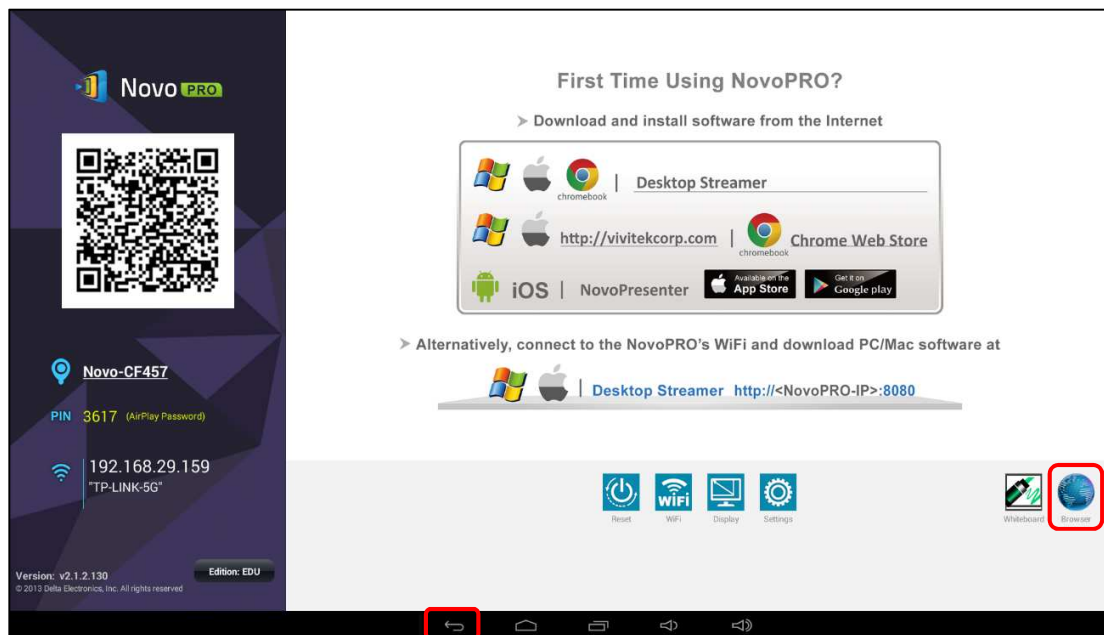 Novo PRO
Novo-CF457
PIN 3617 (AirPlay Password)
192.168.29.159
"TP-LINK-5G"
Version: v2.1.2.130
Edition: EDU
© 2013 Delta Electronics, Inc. All rights reserved
First Time Using NovoPRO?
➤ Download and install software from the Internet
chromebook
| Desktop Streamer
http://vivitekcorp.com |
chromebook
Chrome Web Store
iOS | NovoPresenter
Available on the
App Store
Get it on
Google play
➤ Alternatively, connect to the NovoPRO's WiFi and download PC/Mac software at
| Desktop Streamer http://<NovoPRO-IP>:8080
WiFi
Reset WiFi Display Settings
Whiteboard Browser